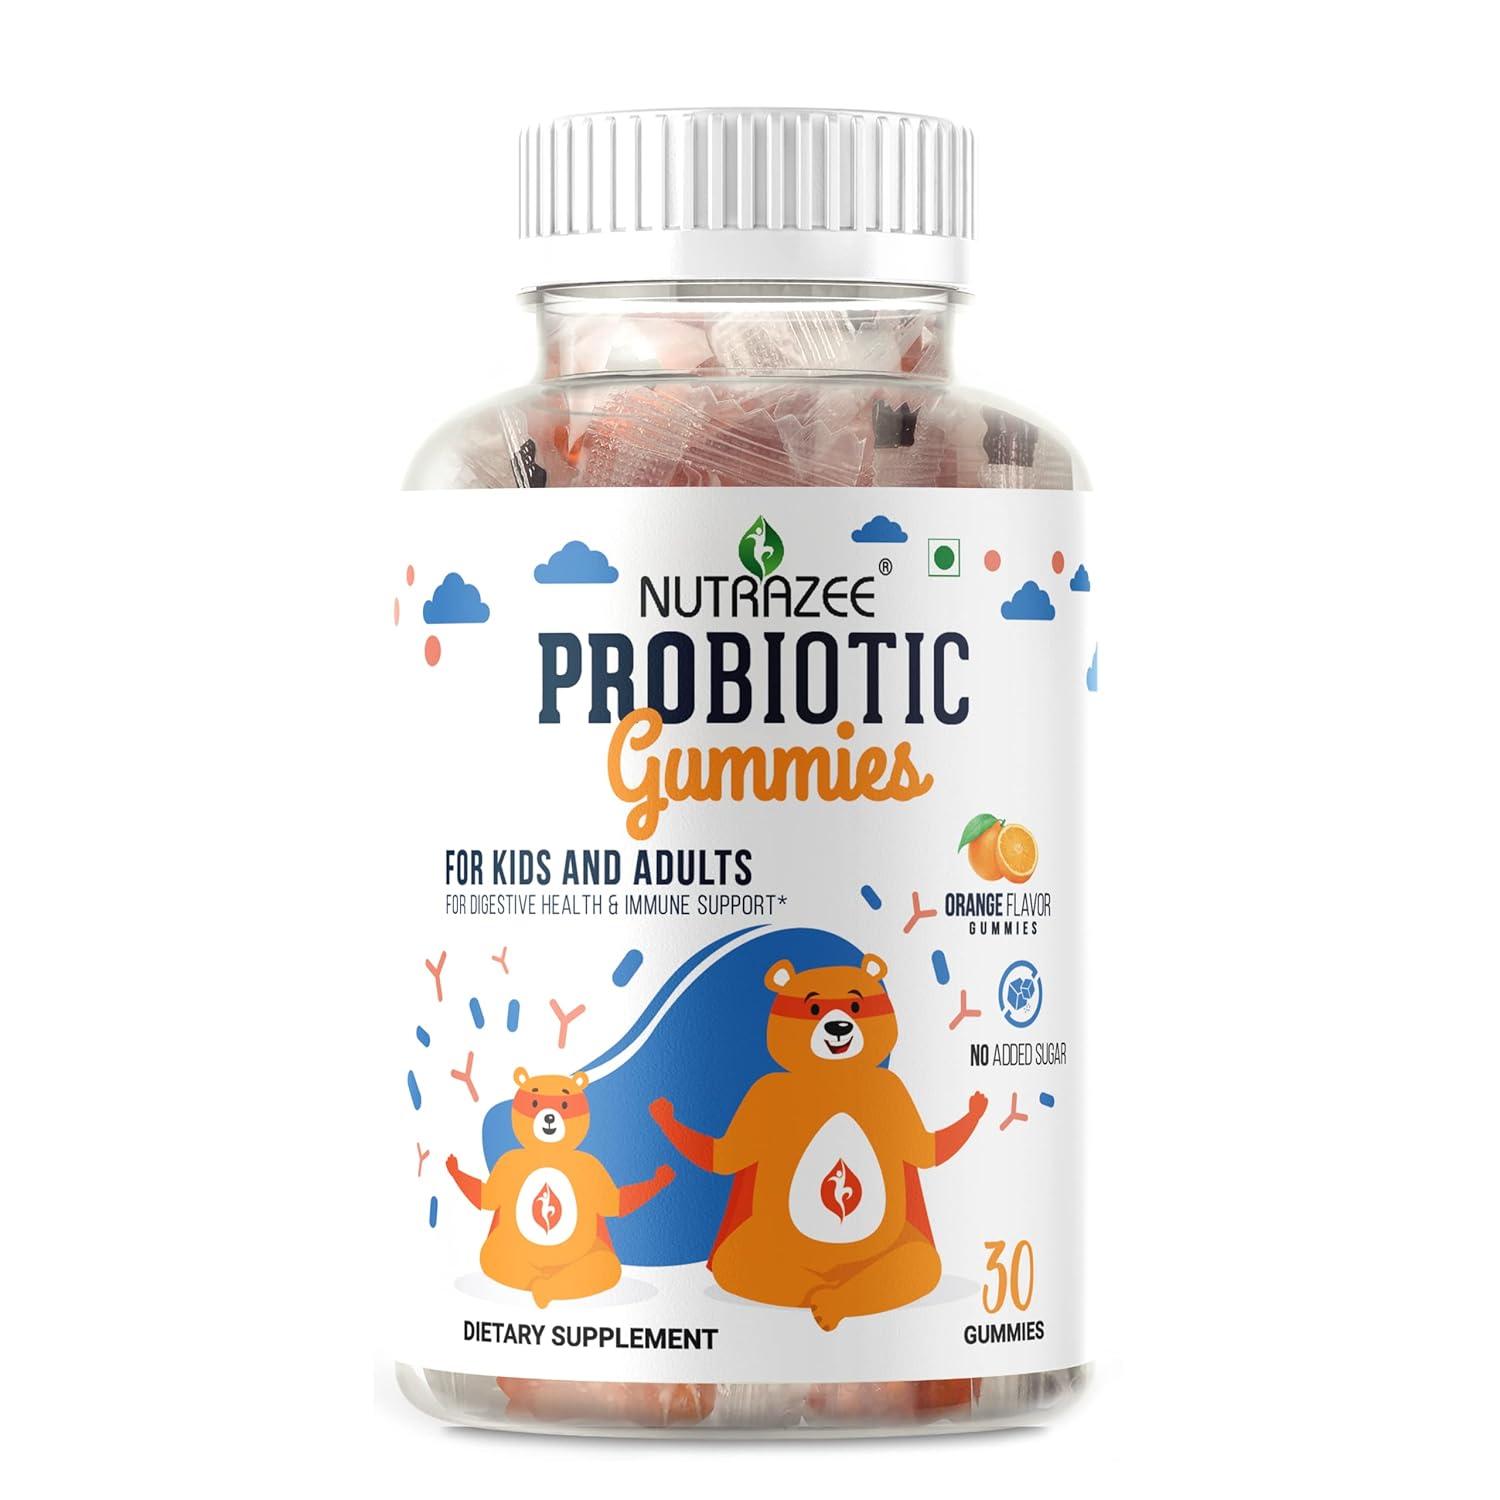 NUTRAZEE®
PROBIOTIC
Gummies
FOR KIDS AND ADULTS
FOR DIGESTIVE HEALTH & IMMUNE SUPPORT*
ORANGE FLAVOR
GUMMIES
NO ADDED SUGAR
30
GUMMIES
DIETARY SUPPLEMENT